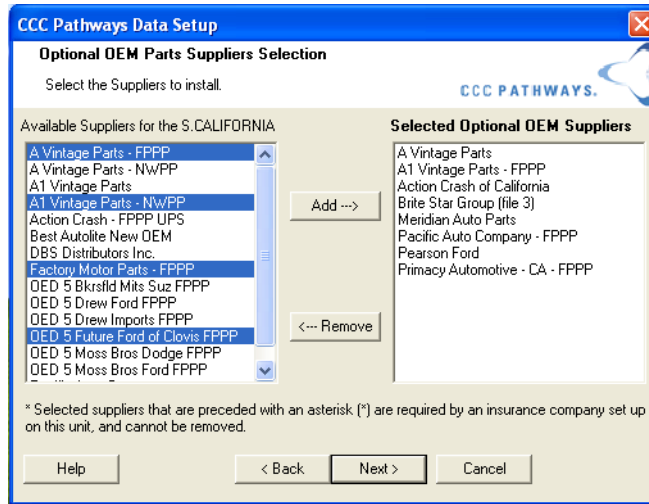 CCC Pathways Data Setup
Optional OEM Parts Suppliers Selection
Select the Suppliers to install.
CCC PATHWAYS.
Available Suppliers for the S.CALIFORNIA
A Vintage Parts - FPPP
A Vintage Parts - NWPP
A1 Vintage Parts
A1 Vintage Parts - NWPP
Action Crash - FPPP UPS
Best Autolite New OEM
DBS Distributors Inc.
Factory Motor Parts - FPPP
OED 5 Bkrsfld Mits Suz FPPP
OED 5 Drew Ford FPPP
OED 5 Drew Imports FPPP
OED 5 Future Ford of Clovis FPPP
OED 5 Moss Bros Dodge FPPP
OED 5 Moss Bros Ford FPPP
Add --->
<--- Remove
Selected Optional OEM Suppliers
A Vintage Parts
A1 Vintage Parts - FPPP
Action Crash of California
Brite Star Group (file 3)
Meridian Auto Parts
Pacific Auto Company - FPPP
Pearson Ford
Primacy Automotive - CA - FPPP
* Selected suppliers that are preceded with an asterisk (*) are required by an insurance company set up
on this unit, and cannot be removed.
Help
< Back
Next >
Cancel